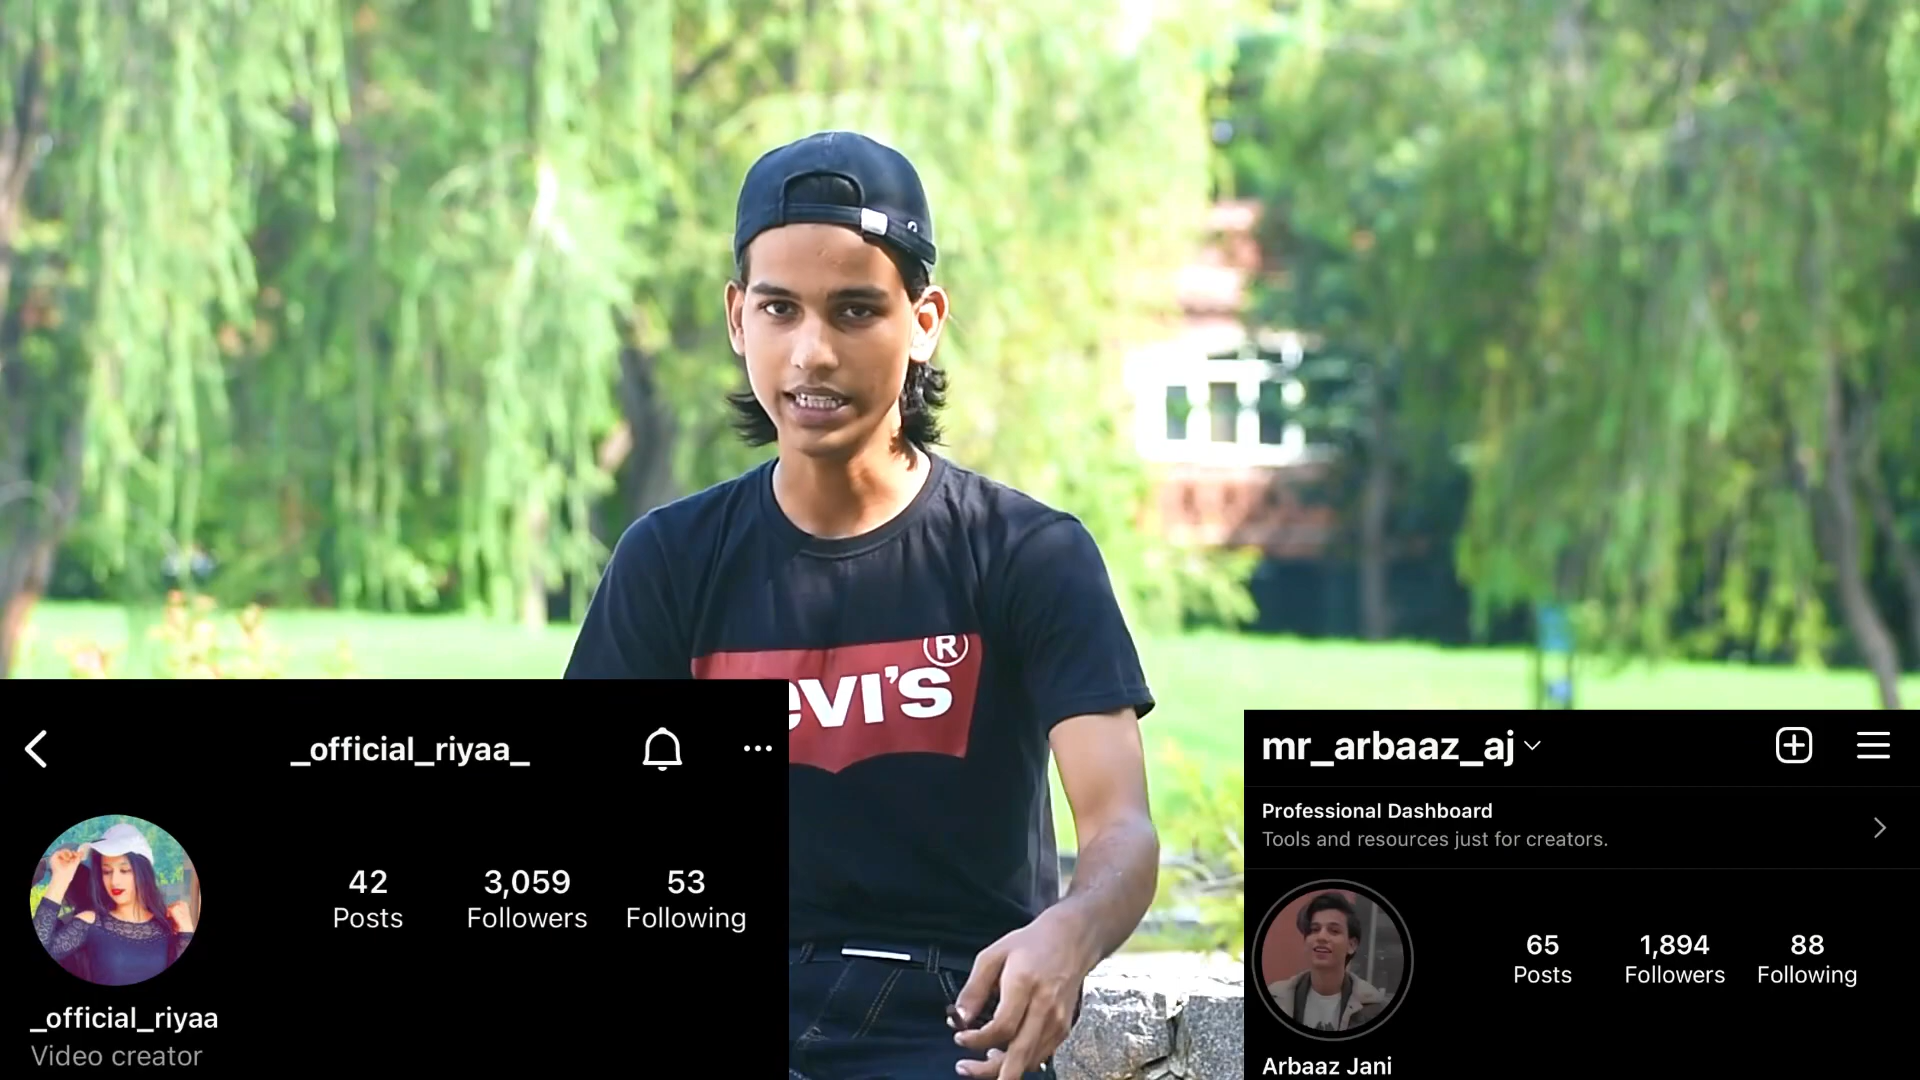 evi's®
_official_riyaa_
42
Posts
3,059
Followers
53
Following
_official_riyaa
Video creator
mr_arbaaz_aj
Professional Dashboard
Tools and resources just for creators.
65
Posts
1,894
Followers
88
Following
Arbaaz Jani